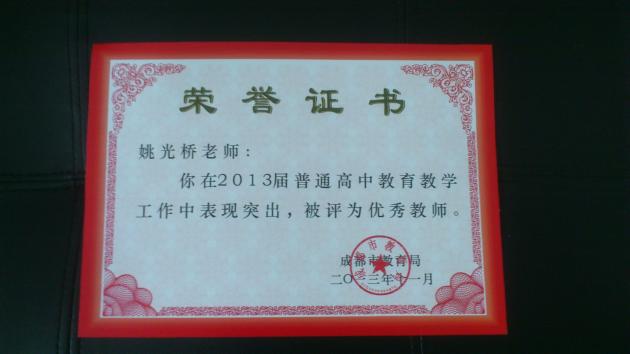 荣誉证书
姚光桥老师：
你在2013届普通高中教育教学
工作中表现突出，被评为优秀教师。
成都市教育局
二〇一三年十一月